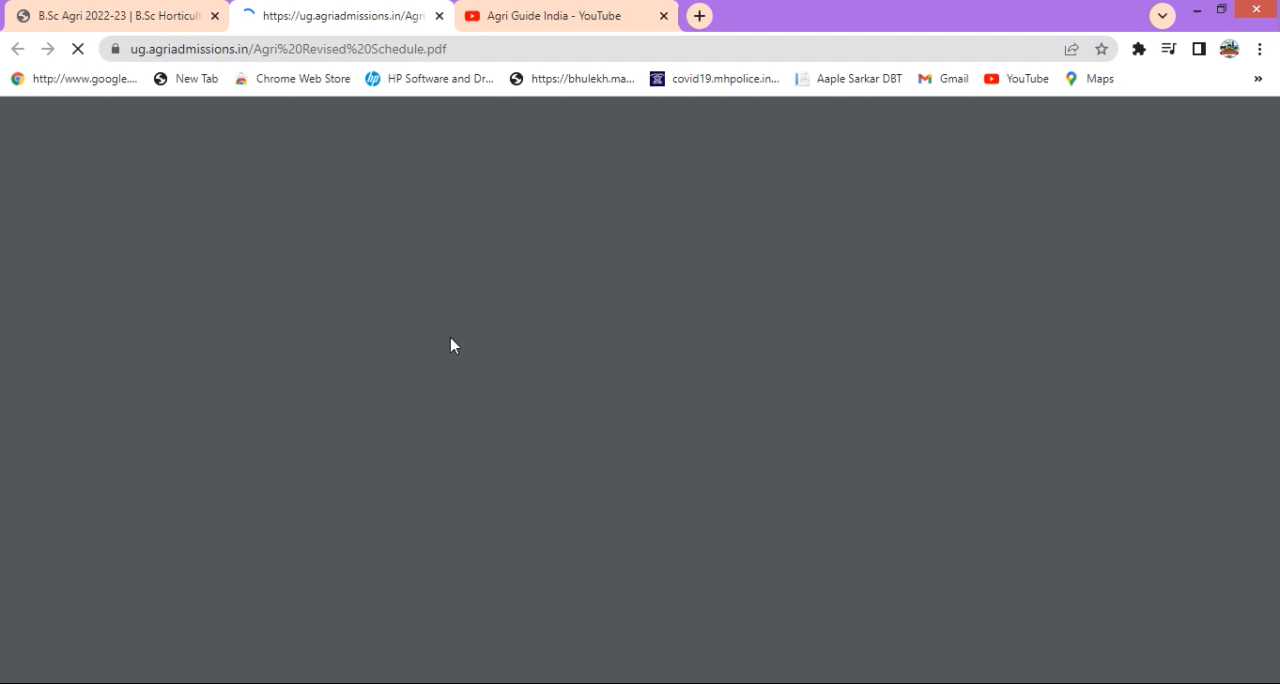 B.Sc Agri 2022-23 | B.Sc Horticult
https://ug.agriadmissions.in/Agri
Agri Guide India - YouTube
ug.agriadmissions.in/Agri%20Revised%20Schedule.pdf
http://www.google....
New Tab
Chrome Web Store
HP Software and Dr...
https://bhulekh.ma...
covid19.mhpolice.in...
Aaple Sarkar DBT
Gmail
YouTube
Maps
»